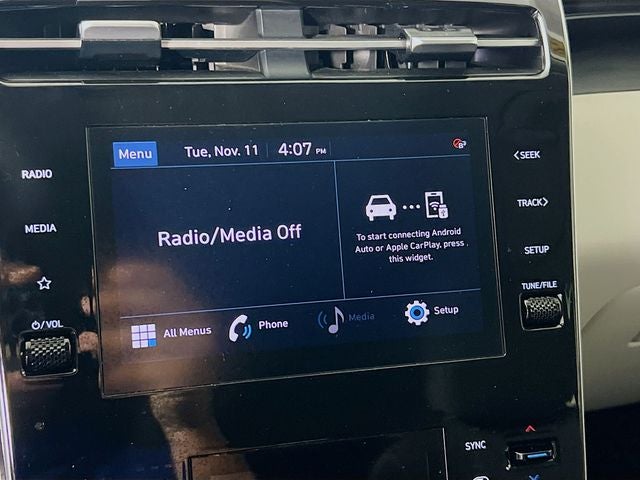 Menu
Tue, Nov. 11
4:07 PM
Radio/Media Off
To start connecting Android
Auto or Apple CarPlay, press
this widget.
All Menus
Phone
Media
Setup
RADIO
MEDIA
/VOL
<SEEK
TRACK>
SETUP
TUNE/FILE
SYNC